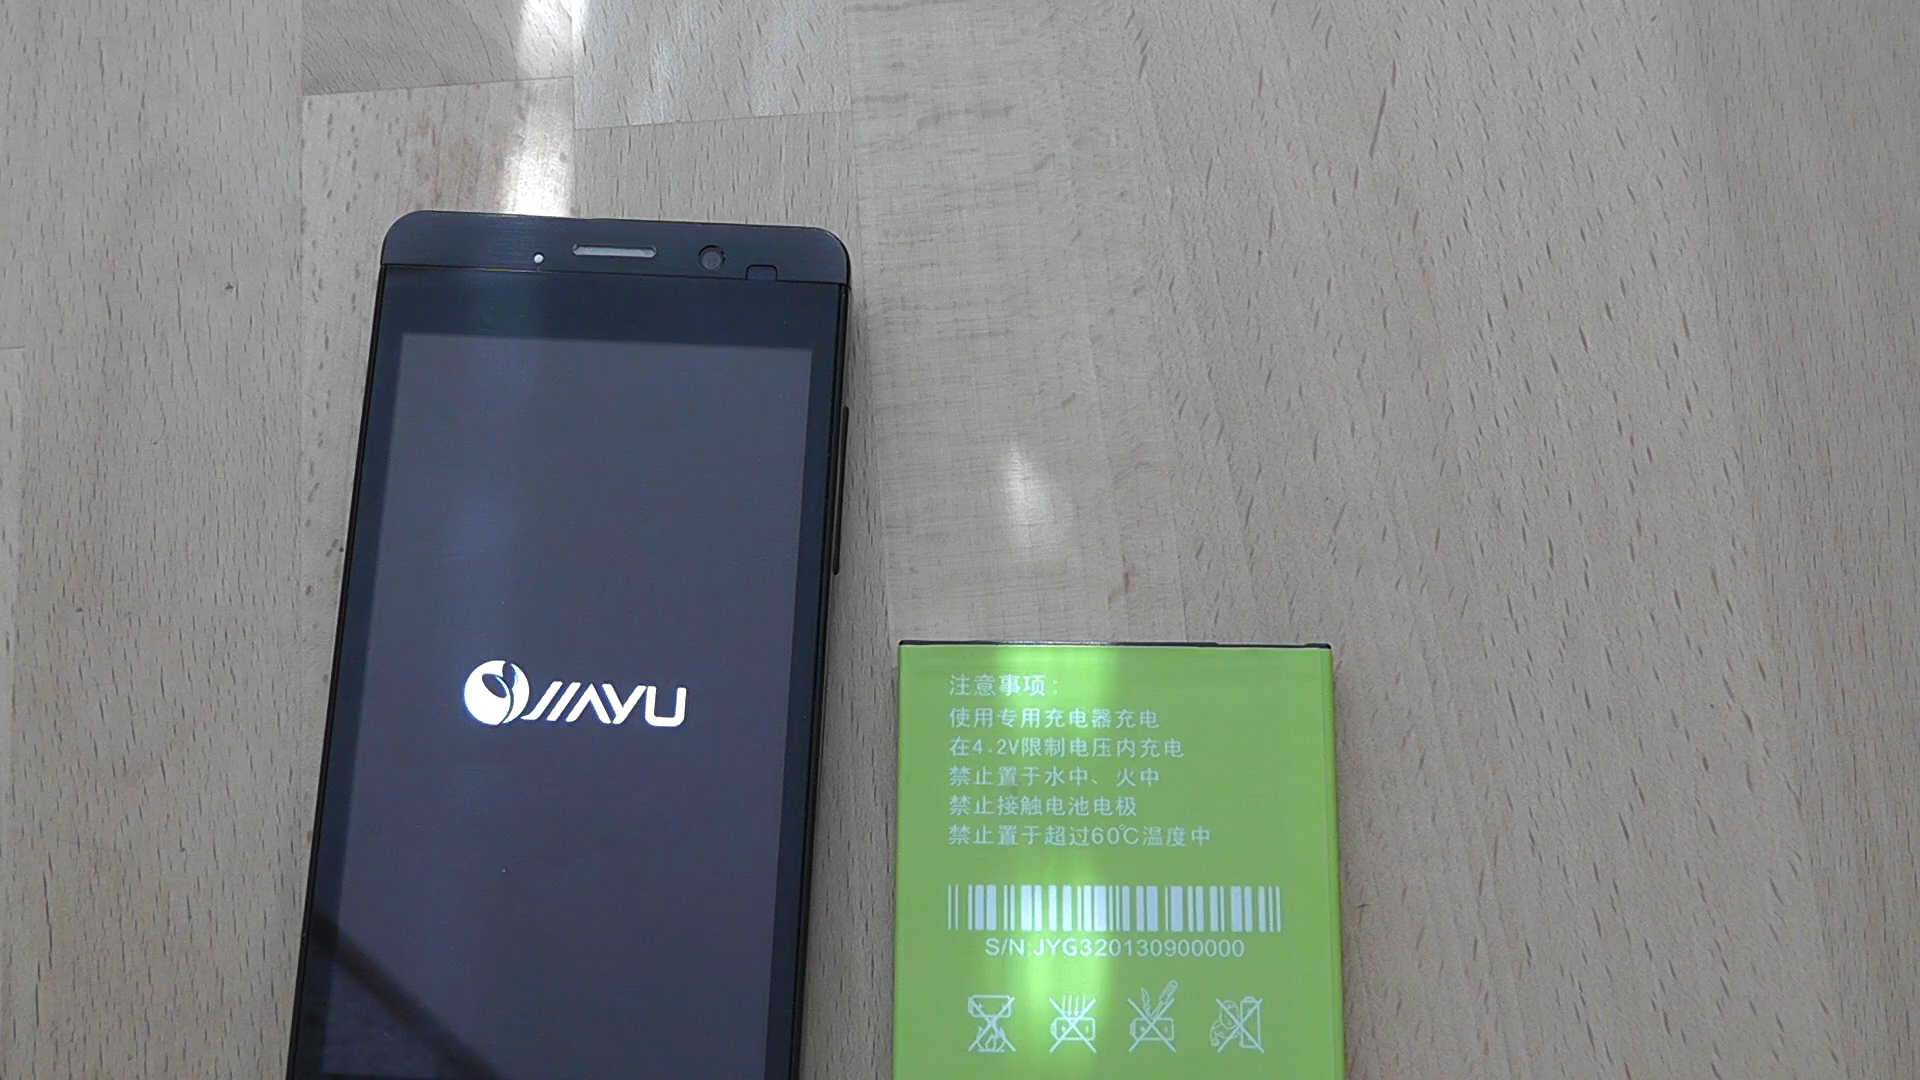 JIAYU
注意事项：
使用专用充电器充电
在4.2V限制电压内充电
禁止置于水中、火中
禁止接触电池电极
禁止置于超过60℃温度中
S/N:JYG320130900000